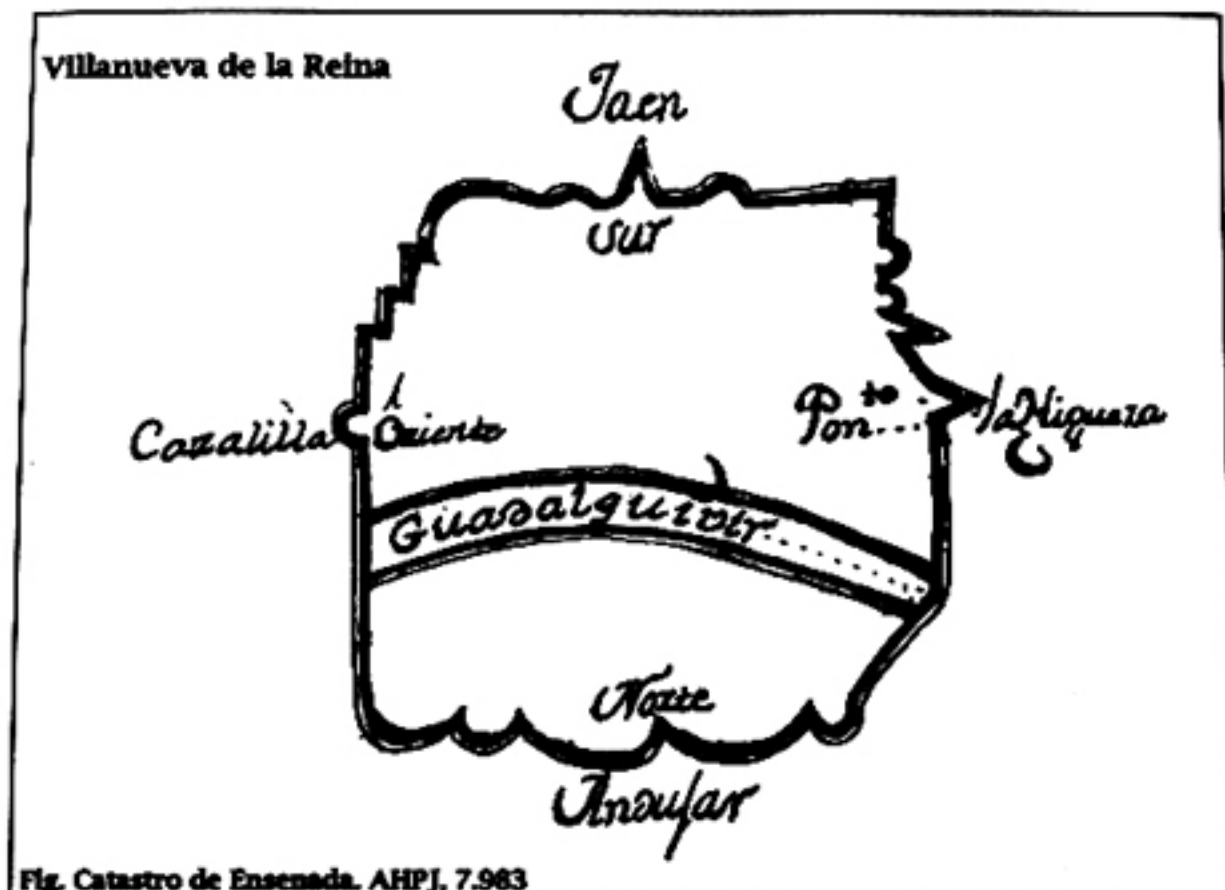 Villanueva de la Reina
Jaen
sur
Cazalilla
Oriente
Pon.te
la Higuera
Guadalquivir
Norte
Andujar
Fig. Catastro de Ensenada. AHPJ, 7.983